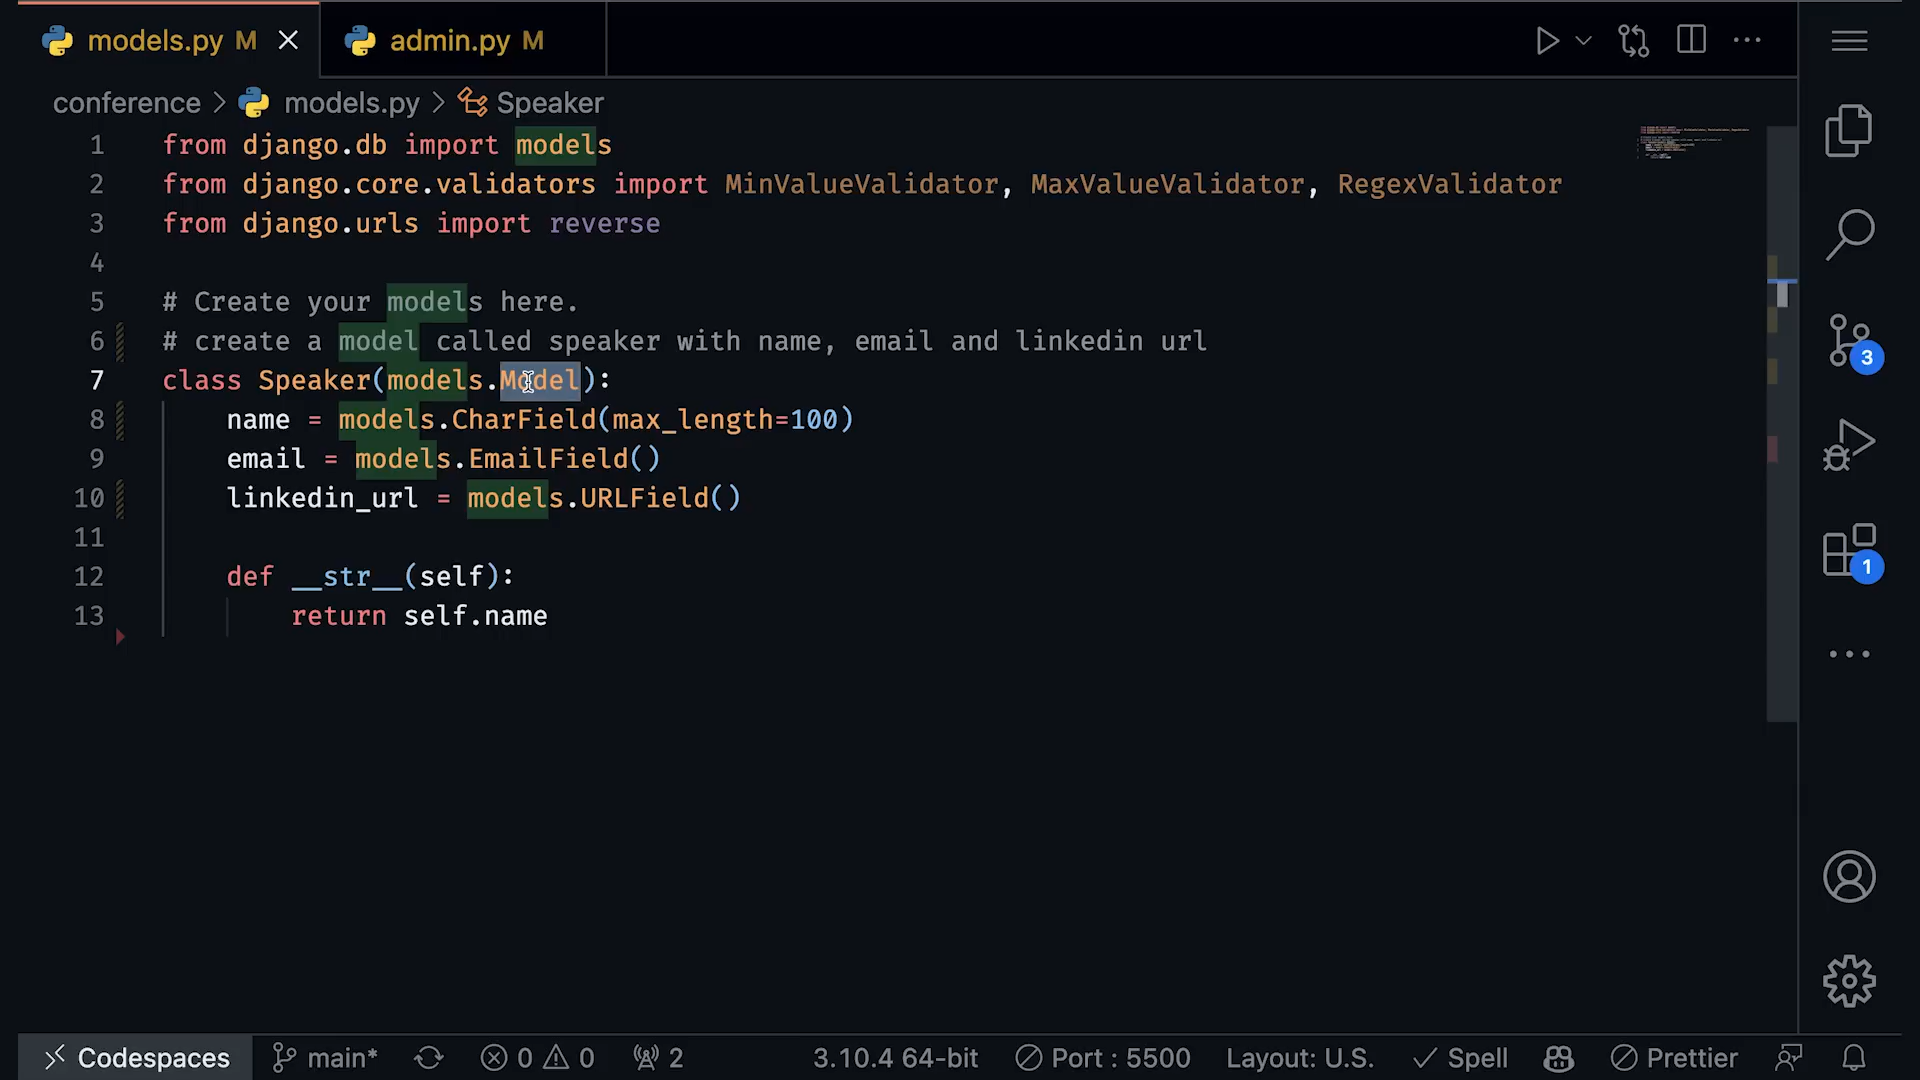 models.py M
admin.py M
conference > models.py > Speaker
1 from django.db import models
2 from django.core.validators import MinValueValidator, MaxValueValidator, RegexValidator
3 from django.urls import reverse
4
5 # Create your models here.
6 # create a model called speaker with name, email and linkedin url
7 class Speaker(models.Model):
8 name = models.CharField(max_length=100)
9 email = models.EmailField()
10 linkedin_url = models.URLField()
11
12 def __str__(self):
13 return self.name
3
1
Codespaces main* 0 0 2 3.10.4 64-bit Port : 5500 Layout: U.S. Spell Prettier